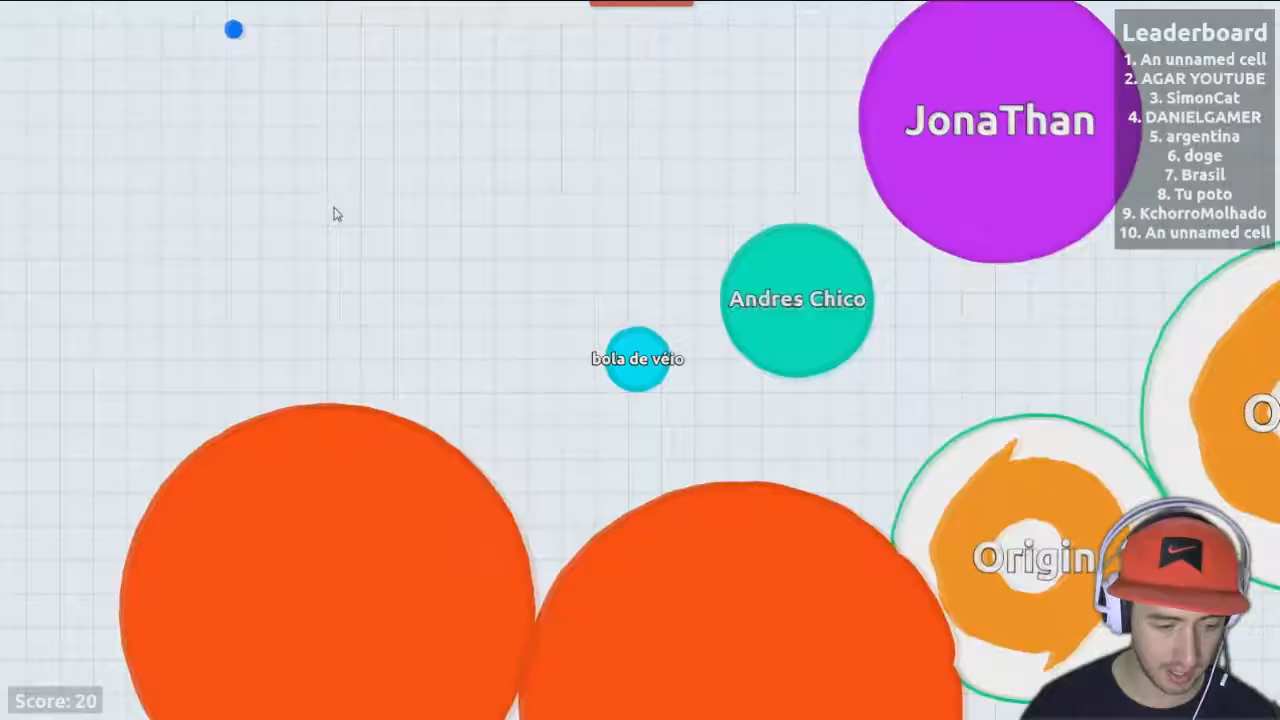 Leaderboard
1. An unnamed cell
2. AGAR YOUTUBE
3. SimonCat
4. DANIELGAMER
5. argentina
6. doge
7. Brasil
8. Tu poto
9. KchorroMolhado
10. An unnamed cell
JonaThan
Andres Chico
bola de véio
O
Origin
Score: 20